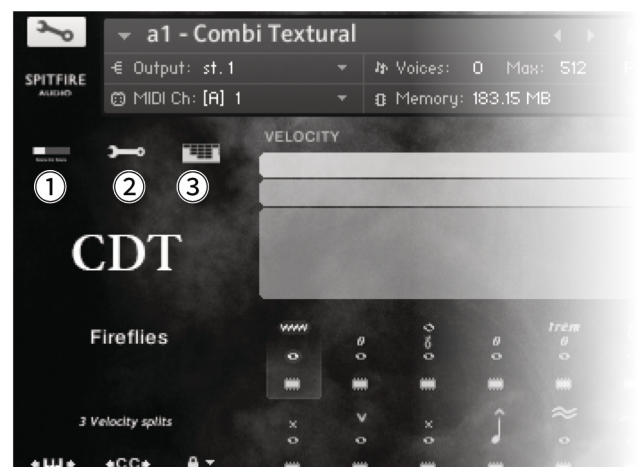 a1 - Combi Textural
SPITFIRE
AUDIO
Output: st. 1
Voices: 0 Max: 512
MIDI Ch: [A] 1
Memory: 183.15 MB
VELOCITY
1
2
3
CDT
Fireflies
trem
3 Velocity splits
CC